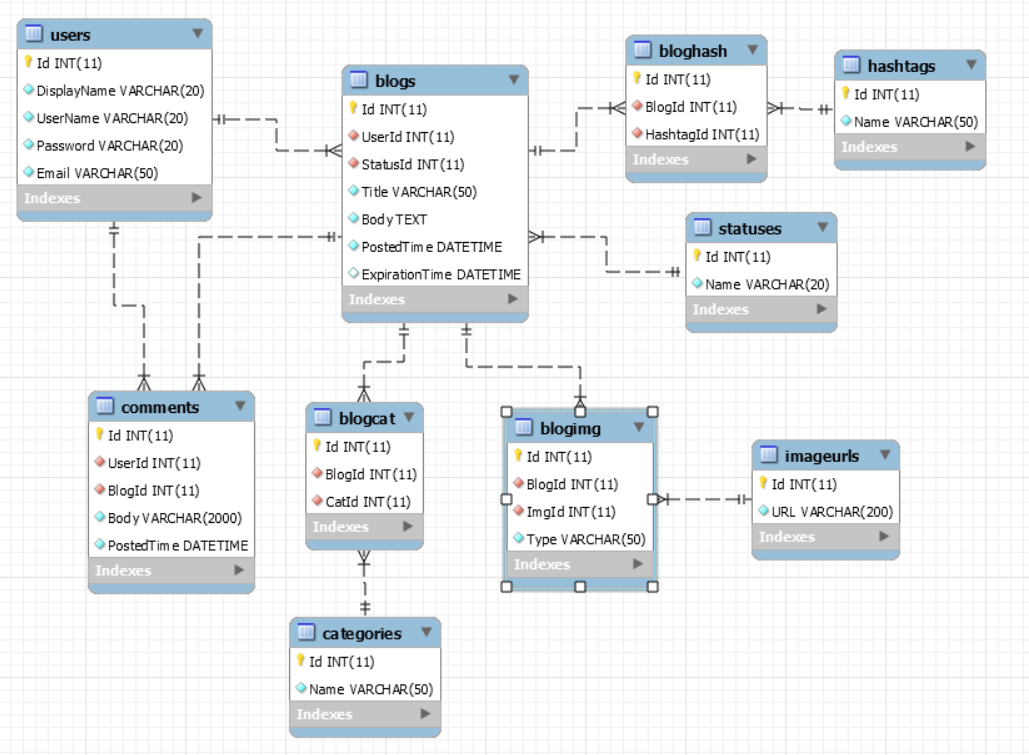 users
Id INT(11)
DisplayName VARCHAR(20)
UserName VARCHAR(20)
Password VARCHAR(20)
Email VARCHAR(50)
Indexes
blogs
Id INT(11)
UserId INT(11)
StatusId INT(11)
Title VARCHAR(50)
Body TEXT
PostedTime DATETIME
ExpirationTime DATETIME
Indexes
bloghash
Id INT(11)
BlogId INT(11)
HashtagId INT(11)
Indexes
hashtags
Id INT(11)
Name VARCHAR(50)
Indexes
statuses
Id INT(11)
Name VARCHAR(20)
Indexes
comments
Id INT(11)
UserId INT(11)
BlogId INT(11)
Body VARCHAR(2000)
PostedTime DATETIME
Indexes
blogcat
Id INT(11)
BlogId INT(11)
CatId INT(11)
Indexes
blogimg
Id INT(11)
BlogId INT(11)
ImgId INT(11)
Type VARCHAR(50)
Indexes
imageurls
Id INT(11)
URL VARCHAR(200)
Indexes
categories
Id INT(11)
Name VARCHAR(50)
Indexes